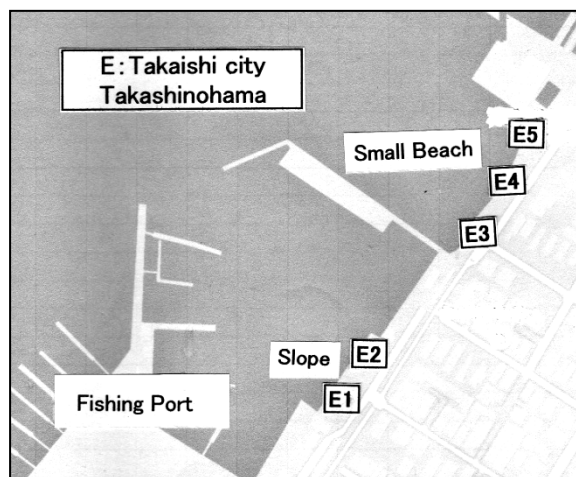 E:Takaishi city
Takashinohama
E5
Small Beach
E4
E3
E2
Slope
E1
Fishing Port